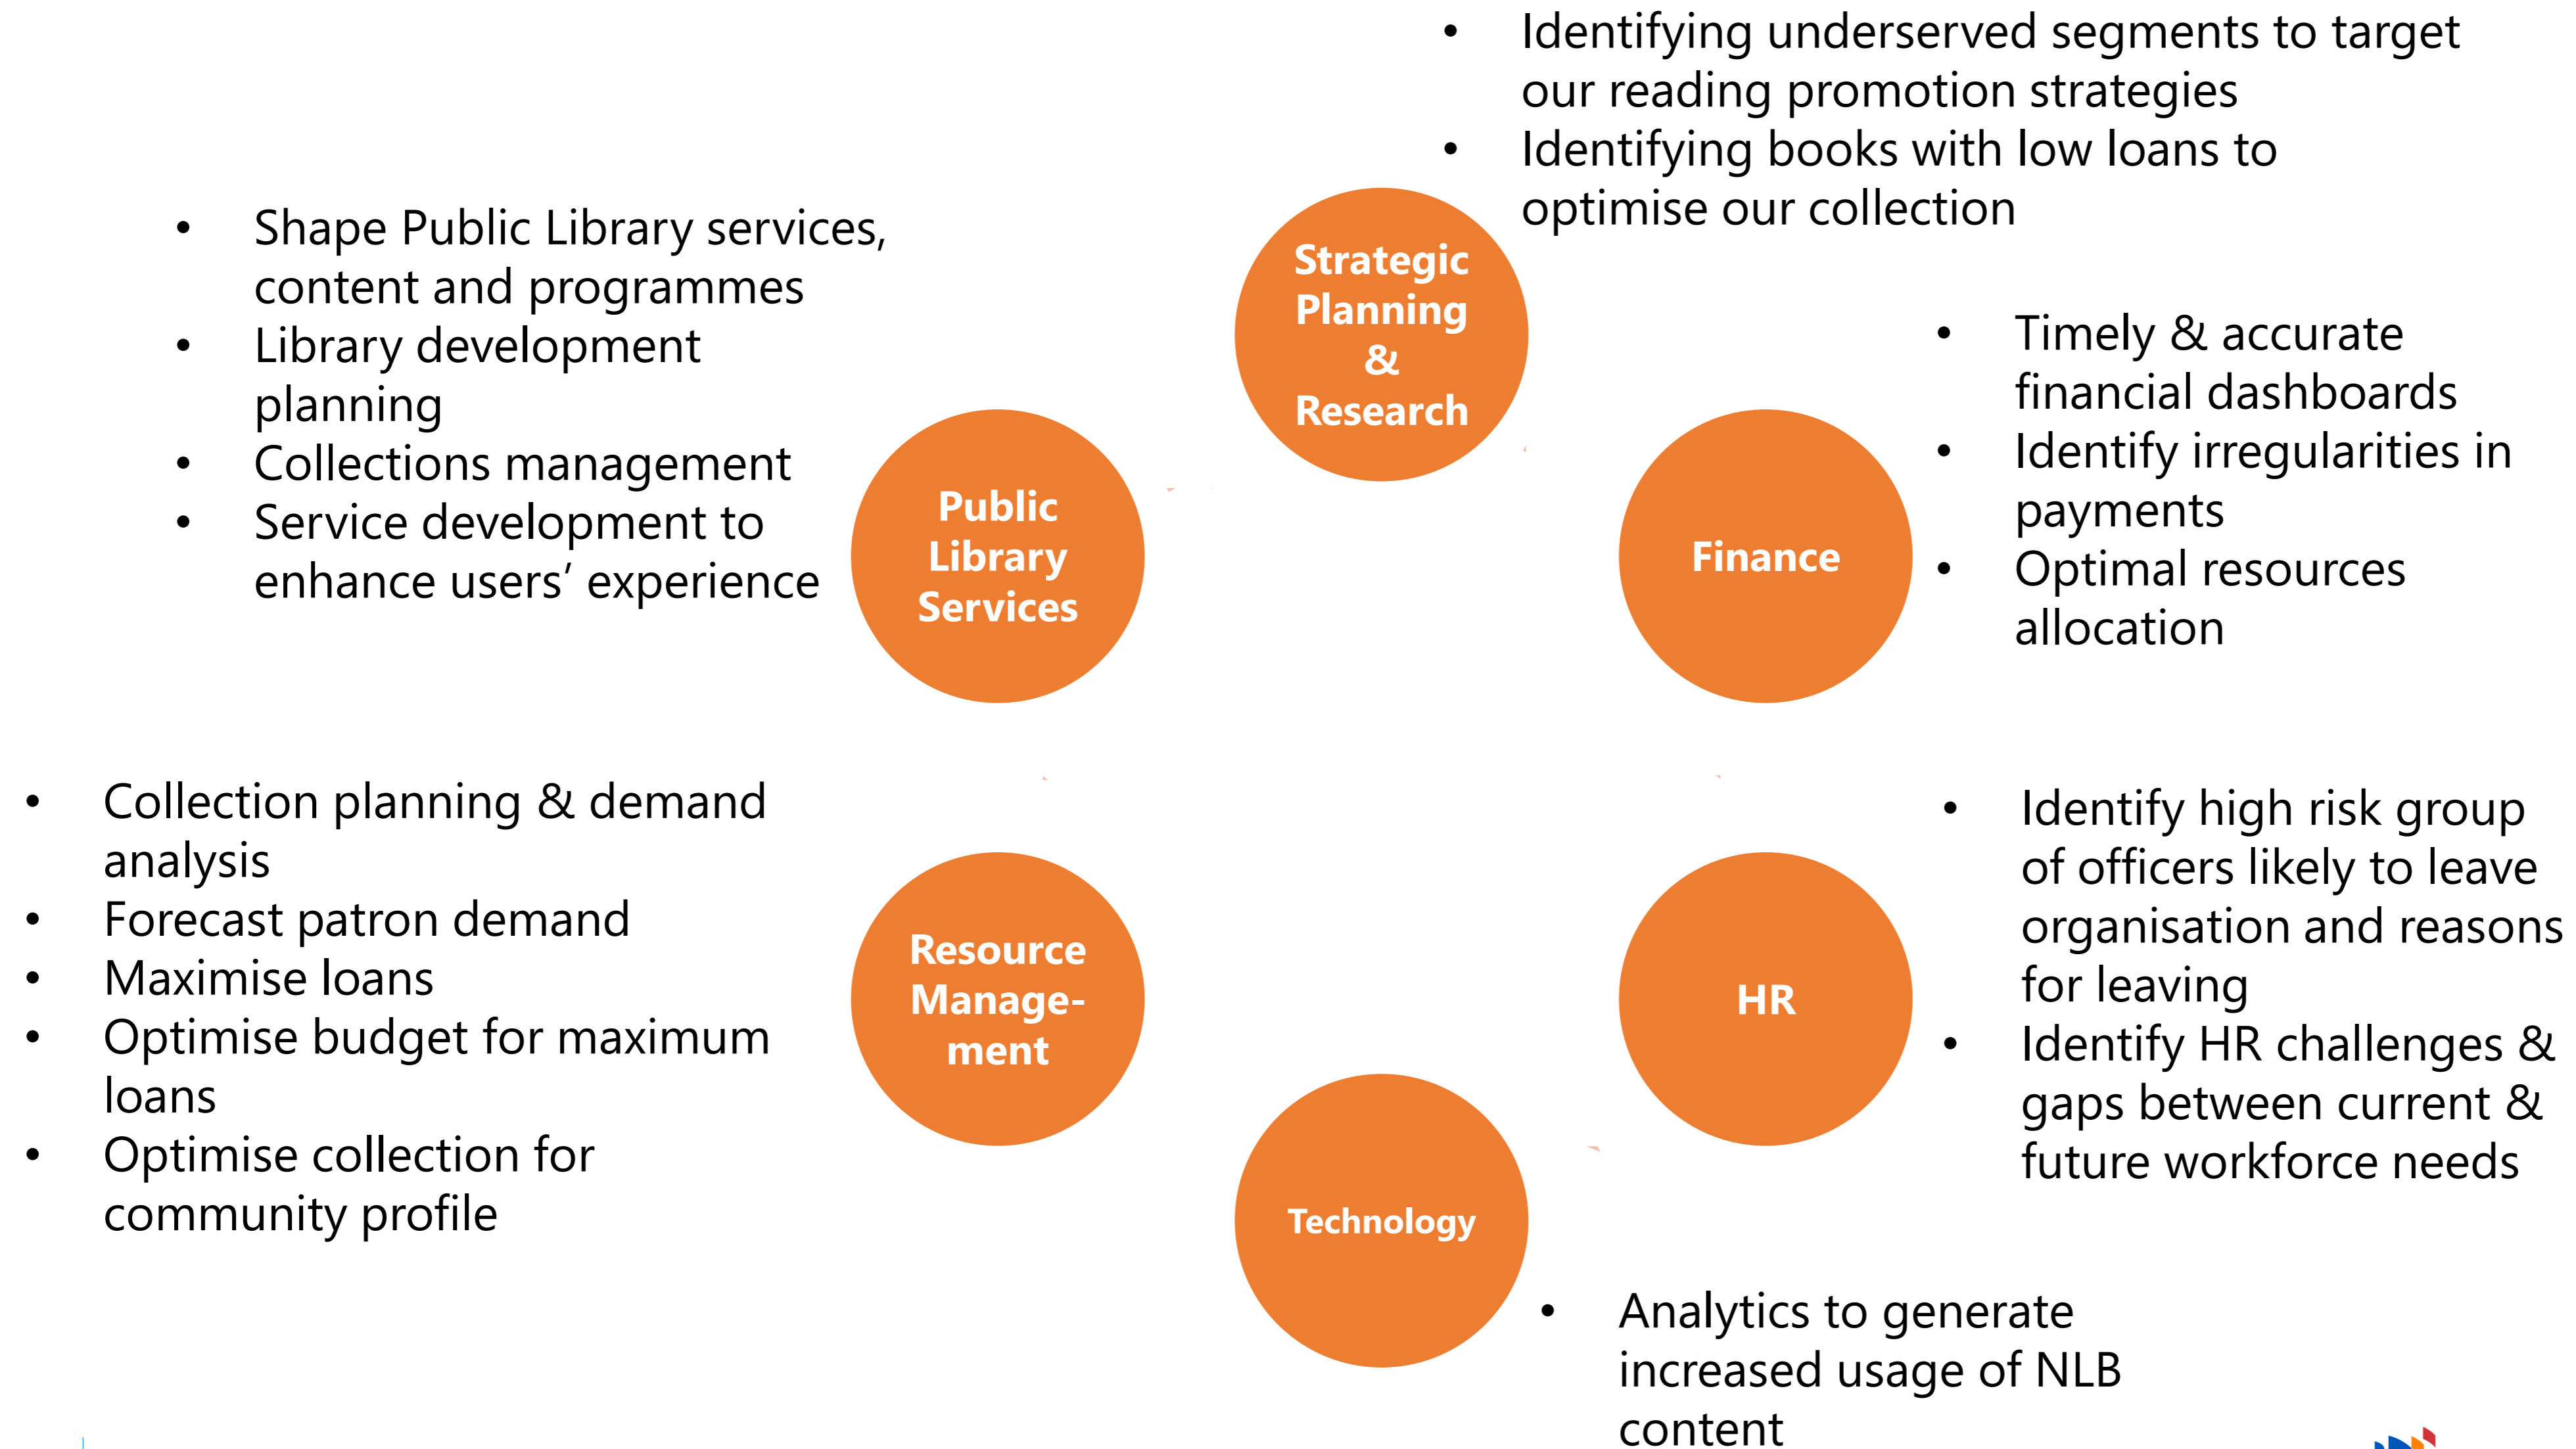 • Identifying underserved segments to target
our reading promotion strategies
• Identifying books with low loans to
optimise our collection
Strategic
Planning
&
Research
• Shape Public Library services,
content and programmes
• Library development
planning
• Collections management
• Service development to
enhance users’ experience
Public
Library
Services
• Timely & accurate
financial dashboards
• Identify irregularities in
payments
• Optimal resources
allocation
Finance
• Collection planning & demand
analysis
• Forecast patron demand
• Maximise loans
• Optimise budget for maximum
loans
• Optimise collection for
community profile
Resource
Manage-
ment
• Identify high risk group
of officers likely to leave
organisation and reasons
for leaving
• Identify HR challenges &
gaps between current &
future workforce needs
HR
Technology
• Analytics to generate
increased usage of NLB
content